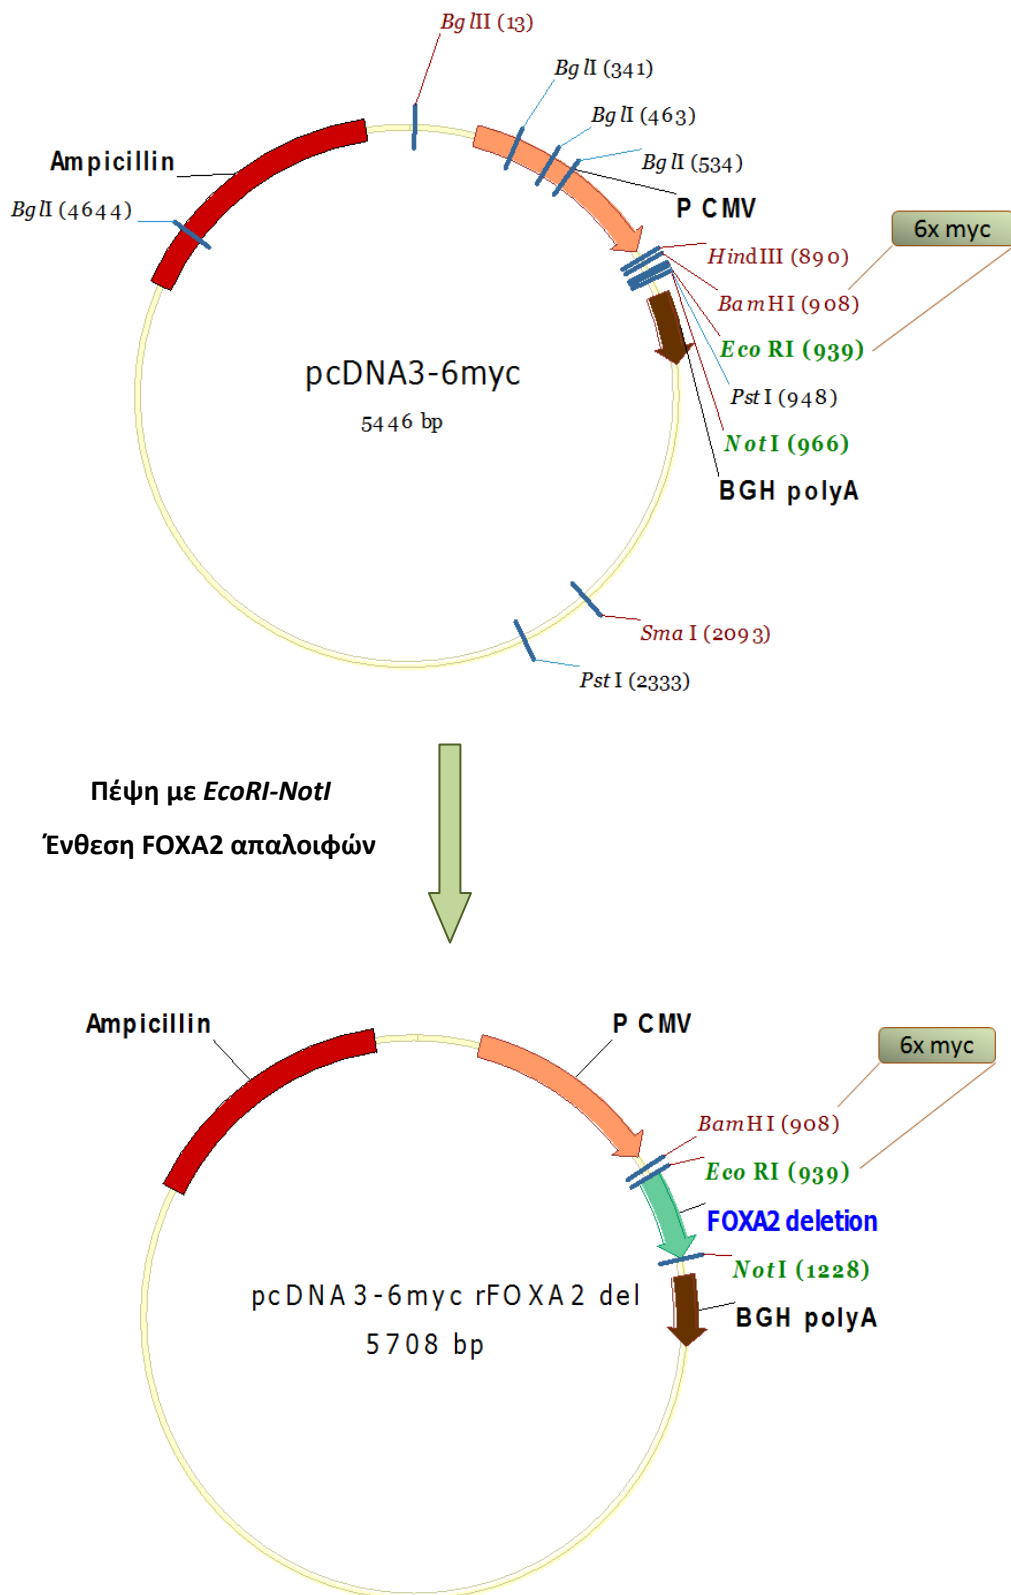 BglII (13)
BglI (341)
BglI (463)
BglI (534)
Ampicillin
P CMV
BglI (4644)
6x myc
HindIII (890)
BamHI (908)
Eco RI (939)
PstI (948)
NotI (966)
BGH polyA
pcDNA3-6myc
5446 bp
Sma I (2093)
PstI (2333)
Πέψη με EcoRI-NotI
Ένθεση FOXA2 απαλοιφών
Ampicillin
P CMV
6x myc
BamHI (908)
Eco RI (939)
FOXA2 deletion
NotI (1228)
BGH polyA
pcDNA3-6myc rFOXA2 del
5708 bp